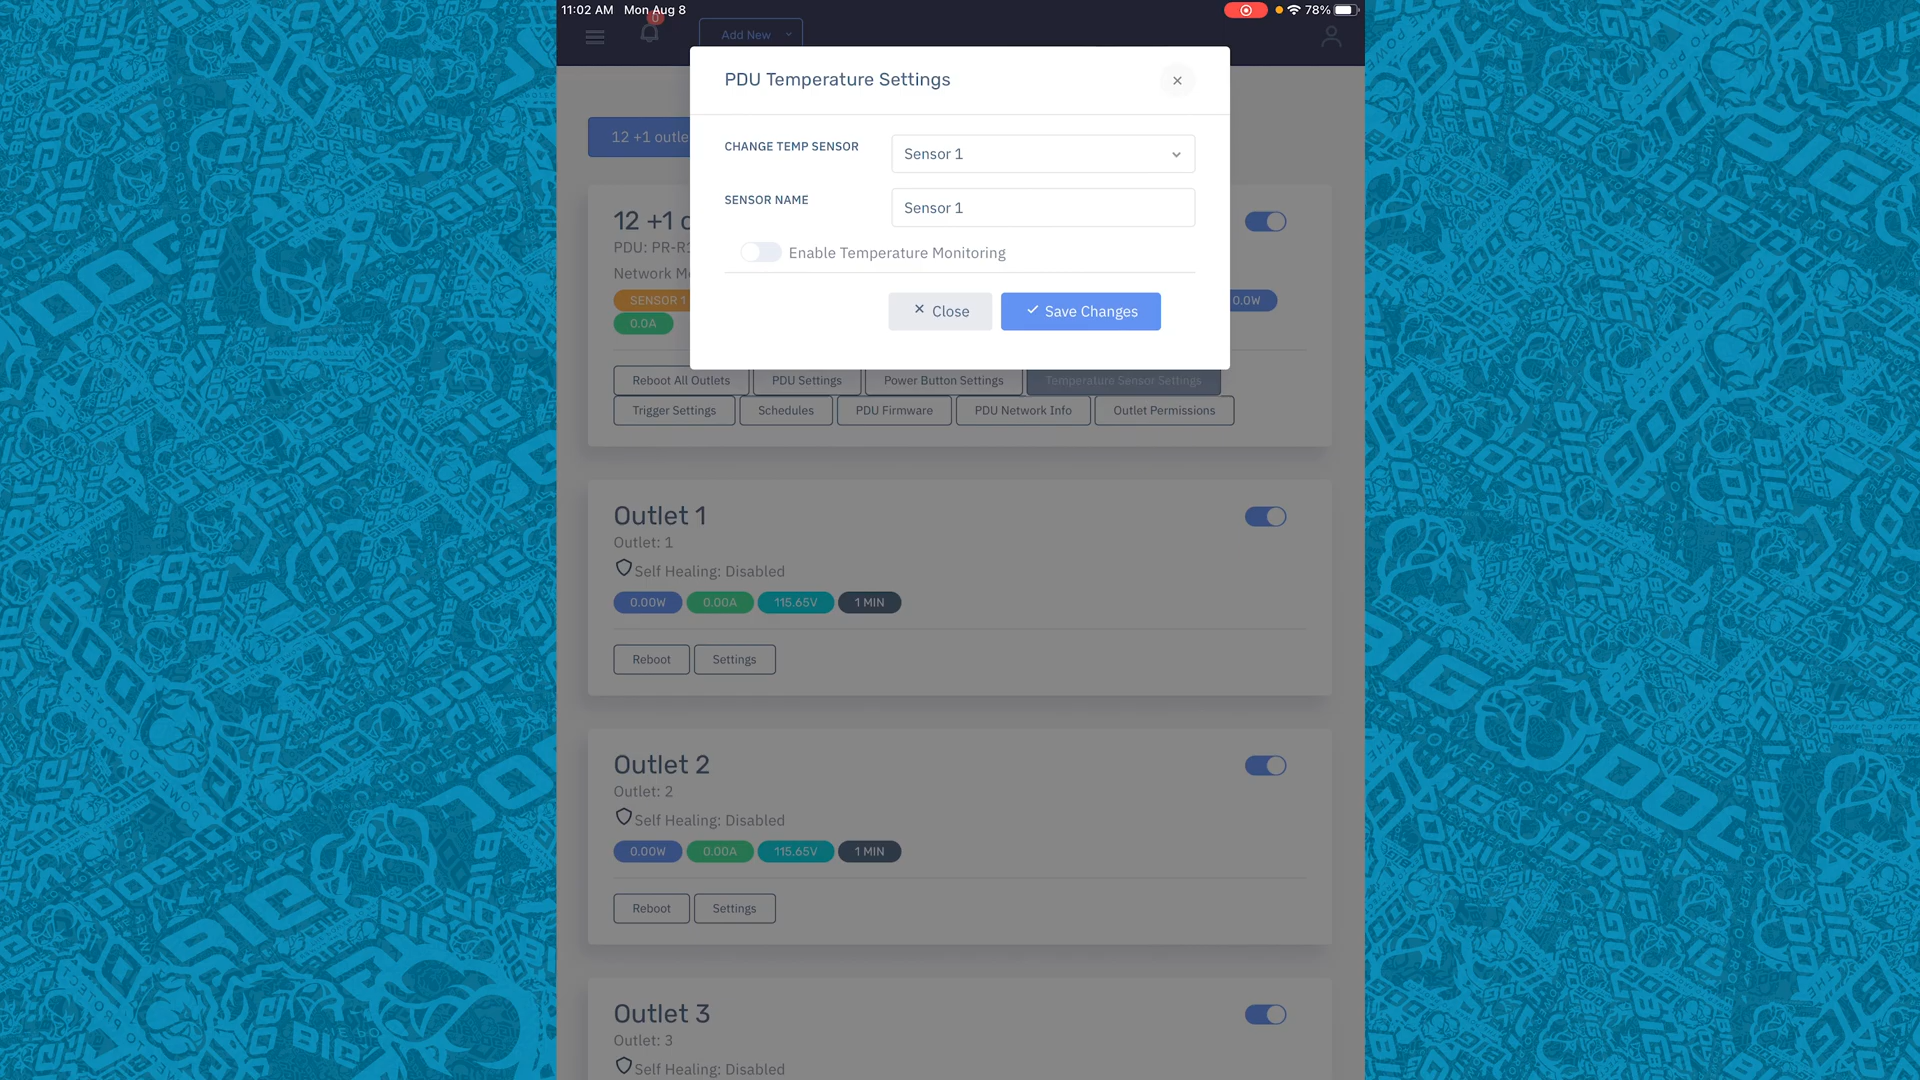 11:02 AM Mon Aug 8
78%
0
Add New
PDU Temperature Settings
CHANGE TEMP SENSOR
Sensor 1
SENSOR NAME
Sensor 1
Enable Temperature Monitoring
Close
Save Changes
12 +1 outle
12 +1 o
PDU: PR-R1
Network M
SENSOR 1
0.0W
0.0A
Reboot All Outlets
PDU Settings
Power Button Settings
Temperature Sensor Settings
Trigger Settings
Schedules
PDU Firmware
PDU Network Info
Outlet Permissions
Outlet 1
Outlet: 1
Self Healing: Disabled
0.00W 0.00A 115.65V 1 MIN
Reboot
Settings
Outlet 2
Outlet: 2
Self Healing: Disabled
0.00W 0.00A 115.65V 1 MIN
Reboot
Settings
Outlet 3
Outlet: 3
Self Healing: Disabled